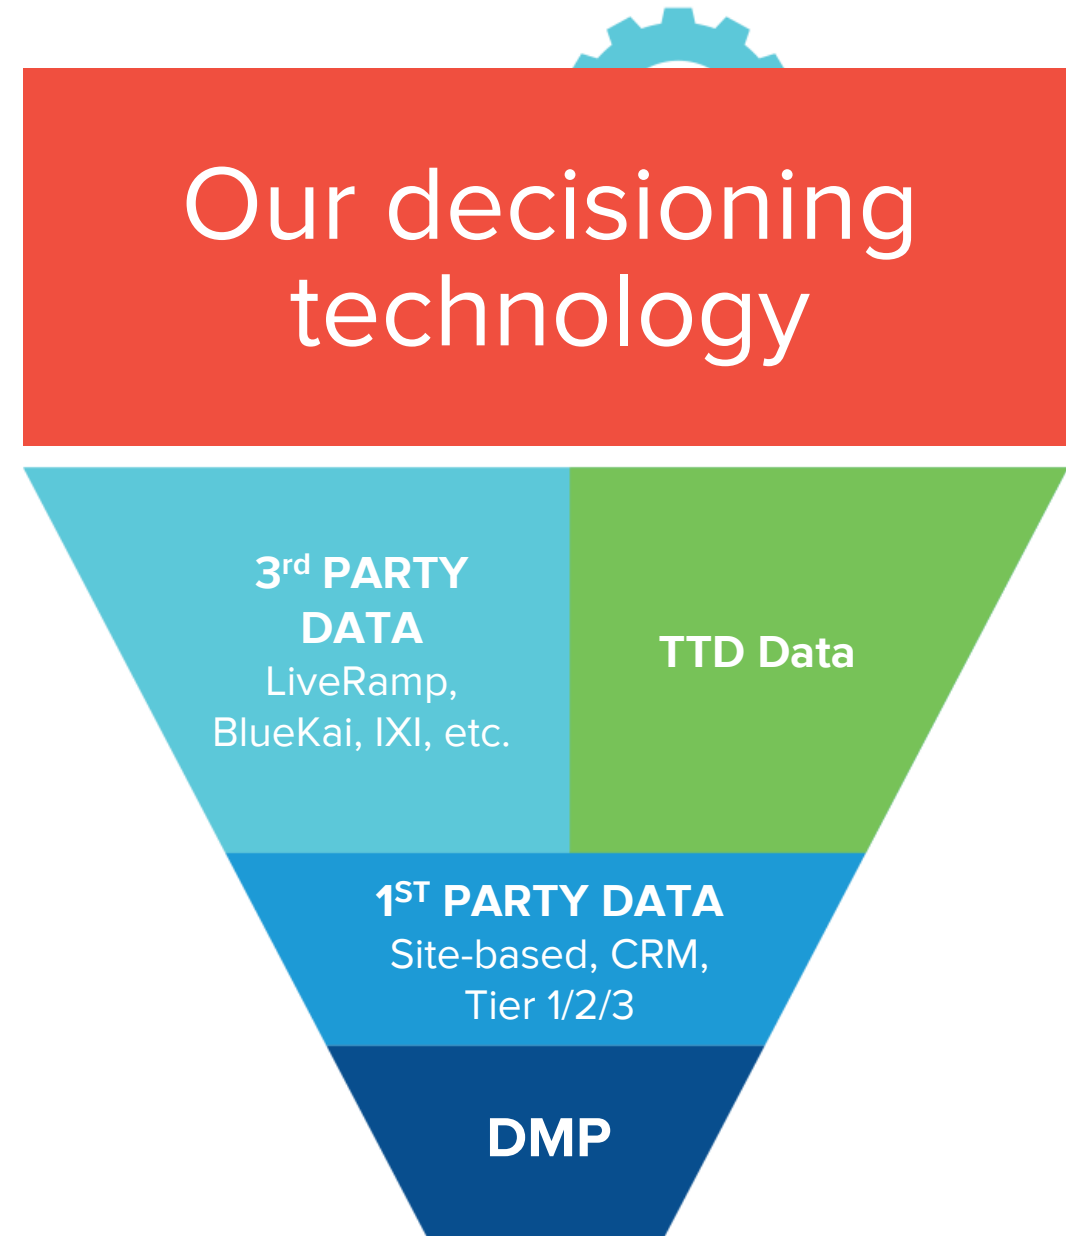 Our decisioning
technology
3rd PARTY
DATA
LiveRamp,
BlueKai, IXI, etc.
TTD Data
1ST PARTY DATA
Site-based, CRM,
Tier 1/2/3
DMP